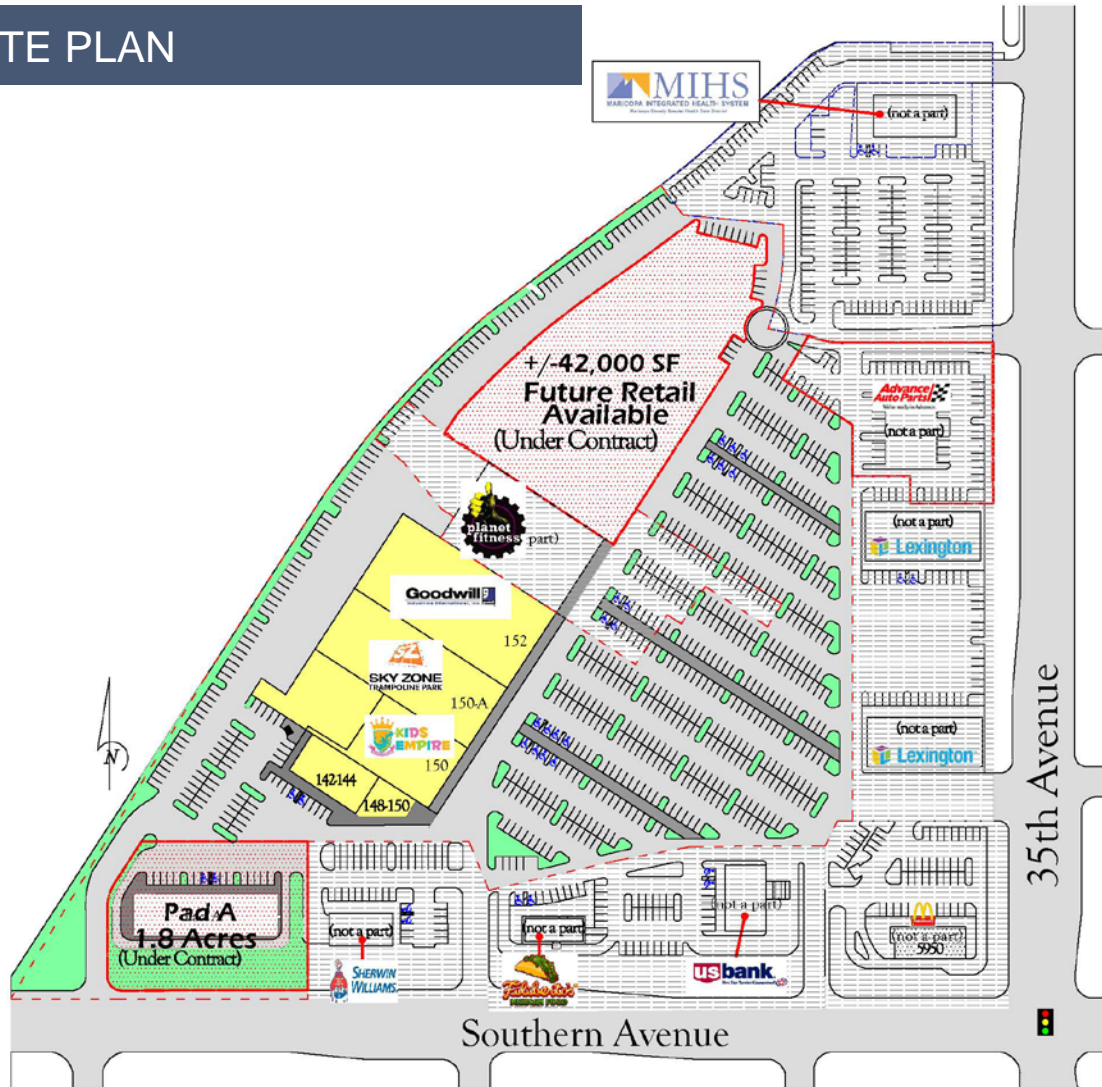 TE PLAN
MIHS
MARICOPA INTEGRATED HEALTH SYSTEM
(not a part)
+/-42,000 SF
Future Retail
Available
(Under Contract)
Advance
Auto Parts
(not a part)
planet
fitness
part)
(not a part)
Lexington
Goodwill
152
SKY ZONE
TRAMPOLINE PARK
150-A
KIDS
EMPIRE
150
(not a part)
Lexington
N
142-144
148-150
35th Avenue
Pad A
1.8 Acres
(Under Contract)
(not a part)
SHERWIN
WILLIAMS.
(not a part)
MEXICAN FOOD
(not a part)
usbank
(not a part)
5950
Southern Avenue